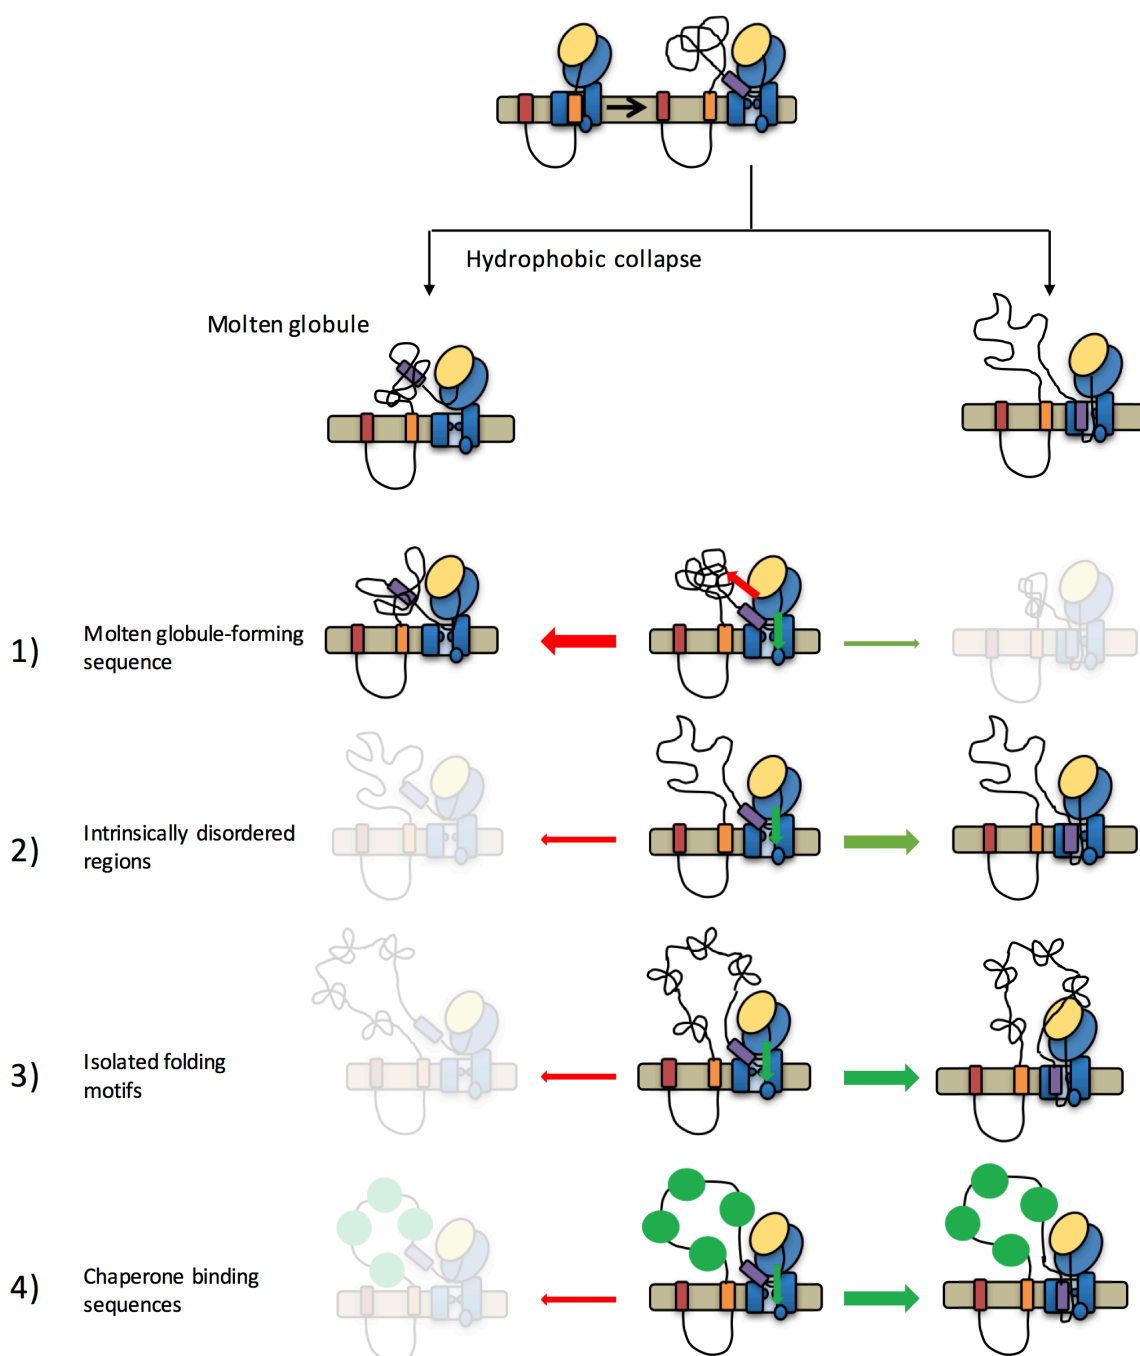 Hydrophobic collapse
Molten globule
1)
Molten globule-forming
sequence
2)
Intrinsically disordered
regions
3)
Isolated folding
motifs
4)
Chaperone binding
sequences